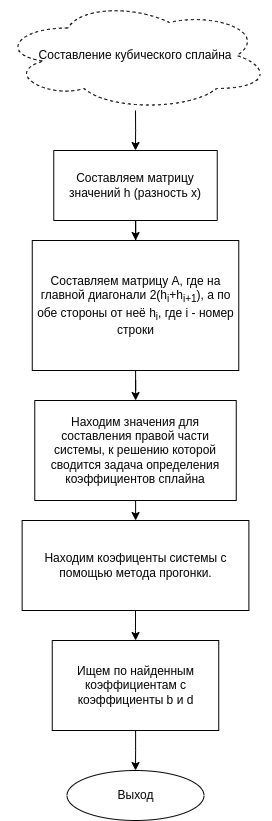 Составление кубического сплайна
Составляем матрицу
значений h (разность x)
Составляем матрицу A, где на
главной диагонали 2(hi+hi+1), а по
обе стороны от неё hi, где i - номер
строки
Находим значения для
составления правой части
системы, к решению которой
сводится задача определения
коэффициентов сплайна
Находим коэфиценты системы с
помощью метода прогонки.
Ищем по найденным
коэффициентам c
коэффициенты b и d
Выход